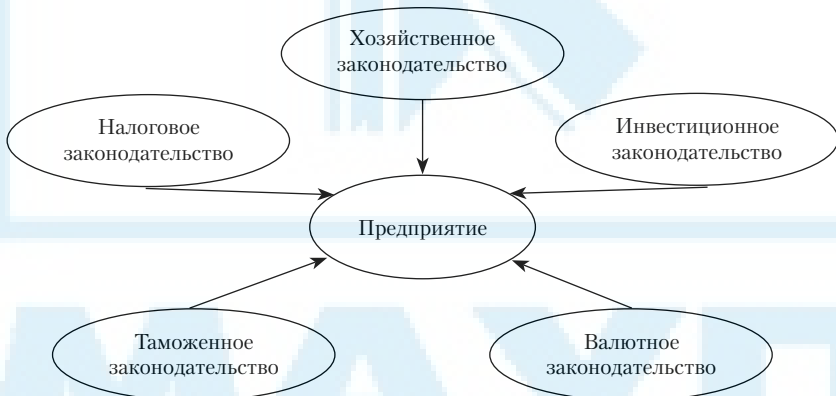 Хозяйственное
законодательство
Налоговое
законодательство
Инвестиционное
законодательство
Предприятие
Таможенное
законодательство
Валютное
законодательство